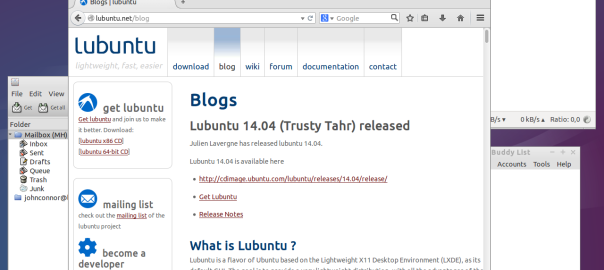 Blogs | lubuntu
lubuntu.net/blog
Google
lubuntu
lightweight, fast, easier
download
blog
wiki
forum
documentation
contact
File Edit View
Get Get all
Folder
Mailbox (MH)
Inbox
Sent
Drafts
Queue
Trash
Junk
johnconnor@
get lubuntu
Get lubuntu and join us to make
it better. Download:
[lubuntu x86 CD]
[lubuntu 64-bit CD]
mailing list
check out the mailing list of the
lubuntu project
become a
developer
Blogs
Lubuntu 14.04 (Trusty Tahr) released
Julien Lavergne has released lubuntu 14.04.
Lubuntu 14.04 is available here
http://cdimage.ubuntu.com/lubuntu/releases/14.04/release/
Get Lubuntu
Release Notes
What is Lubuntu ?
Lubuntu is a flavor of Ubuntu based on the Lightweight X11 Desktop Environment (LXDE), as its
B/s
0 kB/s
Ratio: 0,0
Buddy List
Accounts Tools Help